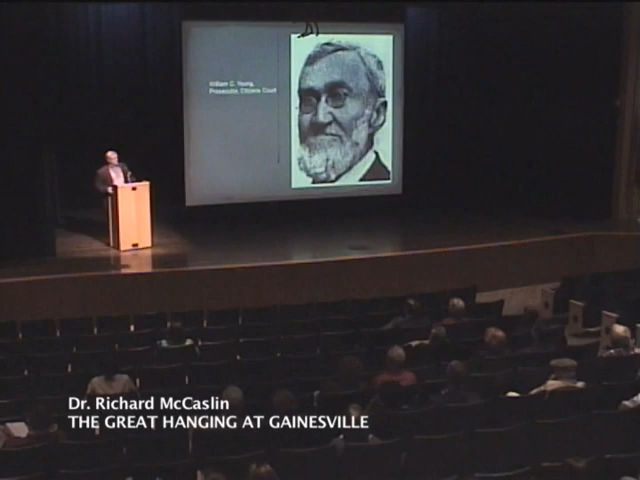 William C. Young,
Prosecutor, Citizens Court
Dr. Richard McCaslin
THE GREAT HANGING AT GAINESVILLE